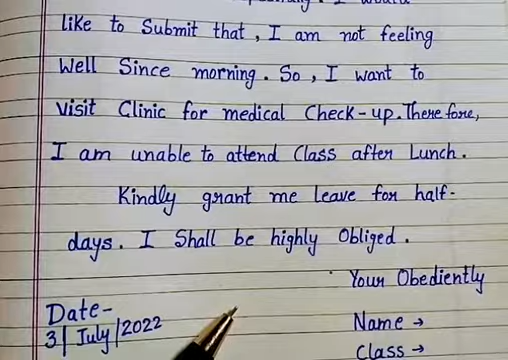 like to Submit that, I am not feeling
Well Since morning. So, I want to
visit Clinic for medical Check-up. There fore,
I am unable to attend Class after Lunch.
Kindly grant me leave for half-
days. I Shall be highly Obliged.
Your Obediently
Date-
3|July|2022
Name →
Class →